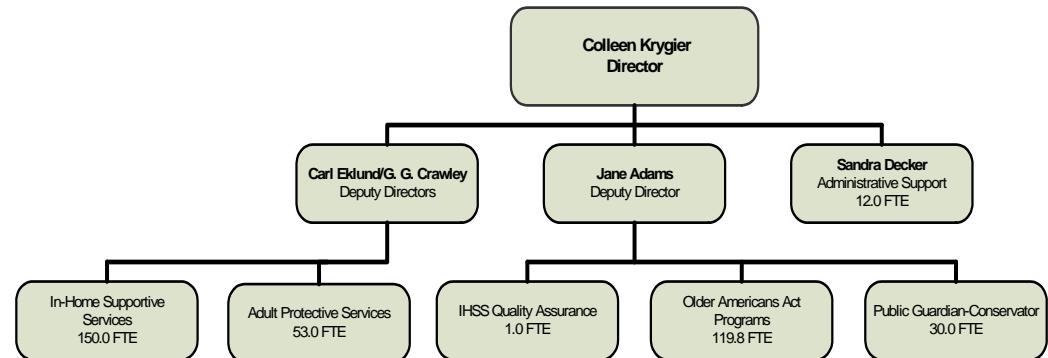 Colleen Krygier
Director
Carl Eklund/G. G. Crawley
Deputy Directors
Jane Adams
Deputy Director
Sandra Decker
Administrative Support
12.0 FTE
In-Home Supportive
Services
150.0 FTE
Adult Protective Services
53.0 FTE
IHSS Quality Assurance
1.0 FTE
Older Americans Act
Programs
119.8 FTE
Public Guardian-Conservator
30.0 FTE